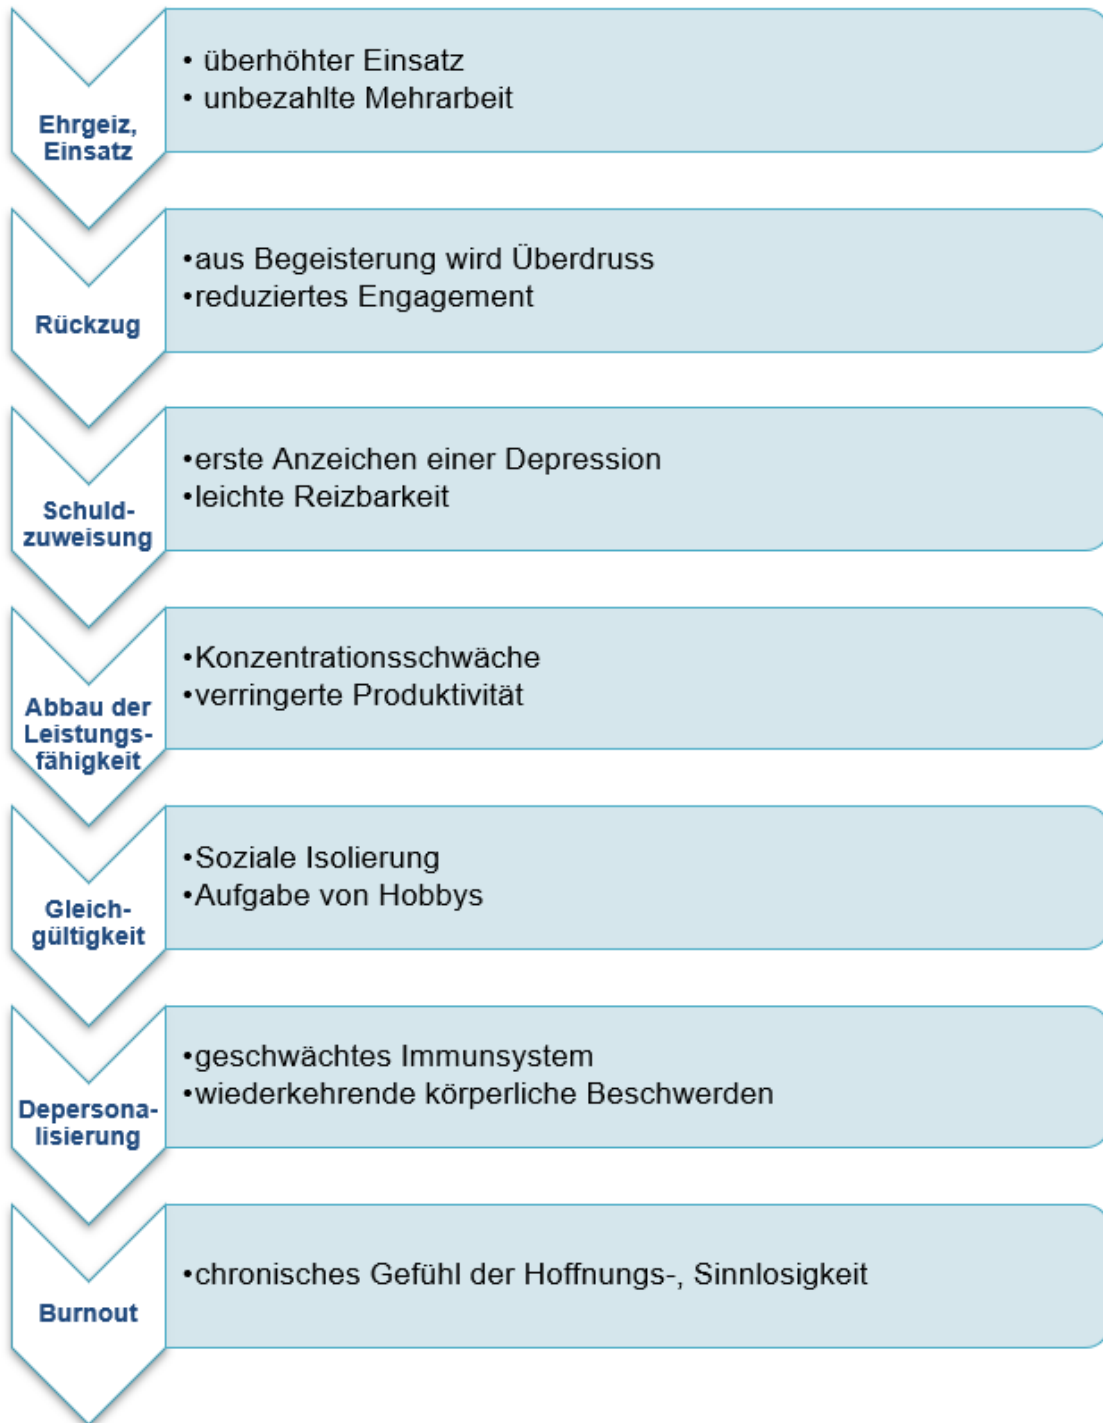 Ehrgeiz,
Einsatz
• überhöhter Einsatz
• unbezahlte Mehrarbeit
Rückzug
•aus Begeisterung wird Überdruss
•reduziertes Engagement
Schuld-
zuweisung
•erste Anzeichen einer Depression
•leichte Reizbarkeit
Abbau der
Leistungs-
fähigkeit
•Konzentrationsschwäche
•verringerte Produktivität
Gleich-
gültigkeit
•Soziale Isolierung
•Aufgabe von Hobbys
Depersona-
lisierung
•geschwächtes Immunsystem
•wiederkehrende körperliche Beschwerden
Burnout
•chronisches Gefühl der Hoffnungs-, Sinnlosigkeit